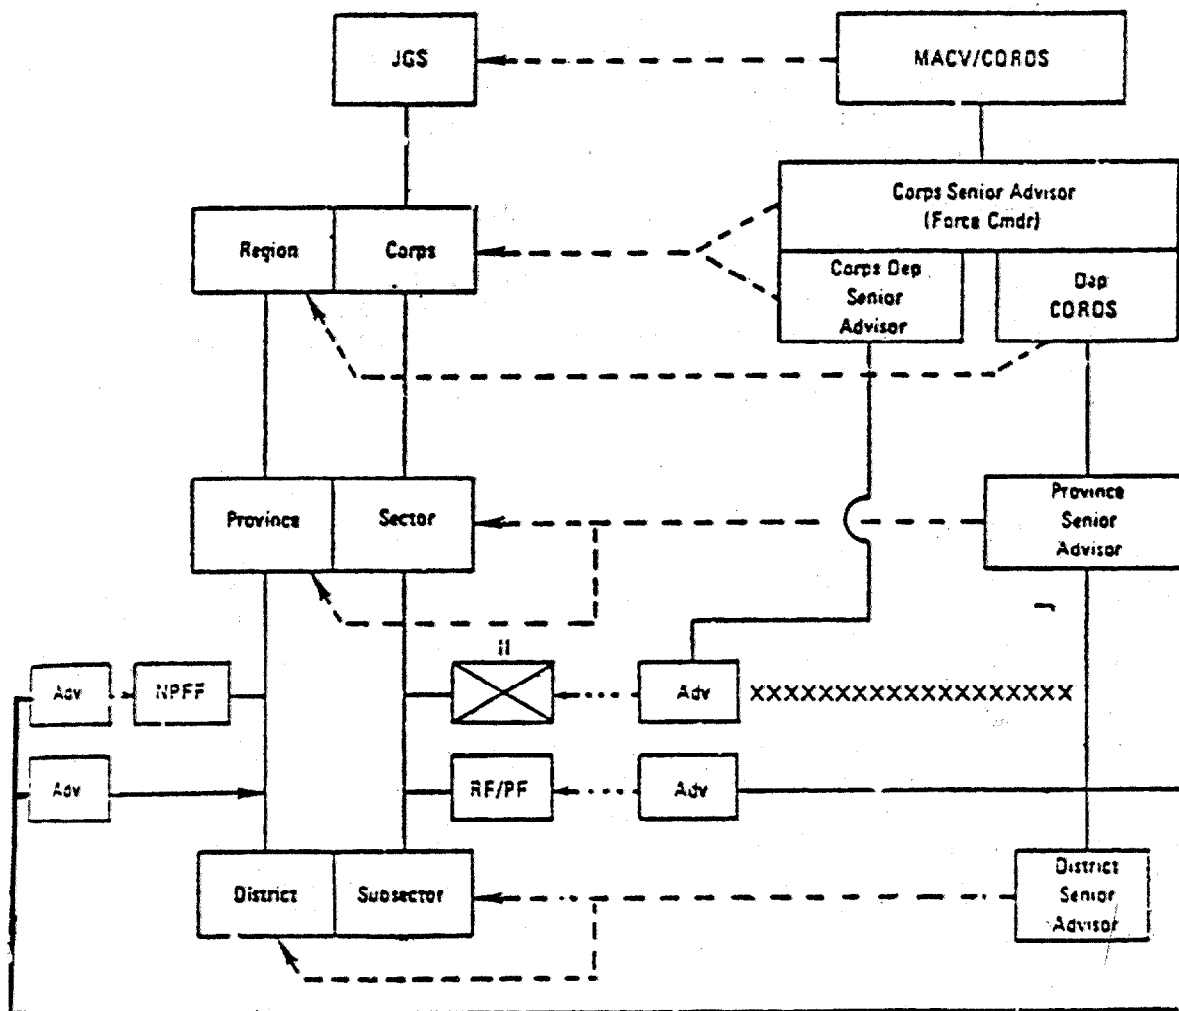 JGS
MACV/CORDS
Corps Senior Advisor
(Force Cmdr)
Region
Corps
Corps Dep
Senior
Advisor
Dep
CORDS
Province
Sector
Province
Senior
Advisor
II
Adv
NPFF
Adv
XXXXXXXXXXXXXXXXXXX
Adv
RF/PF
Adv
District
Subsector
District
Senior
Advisor